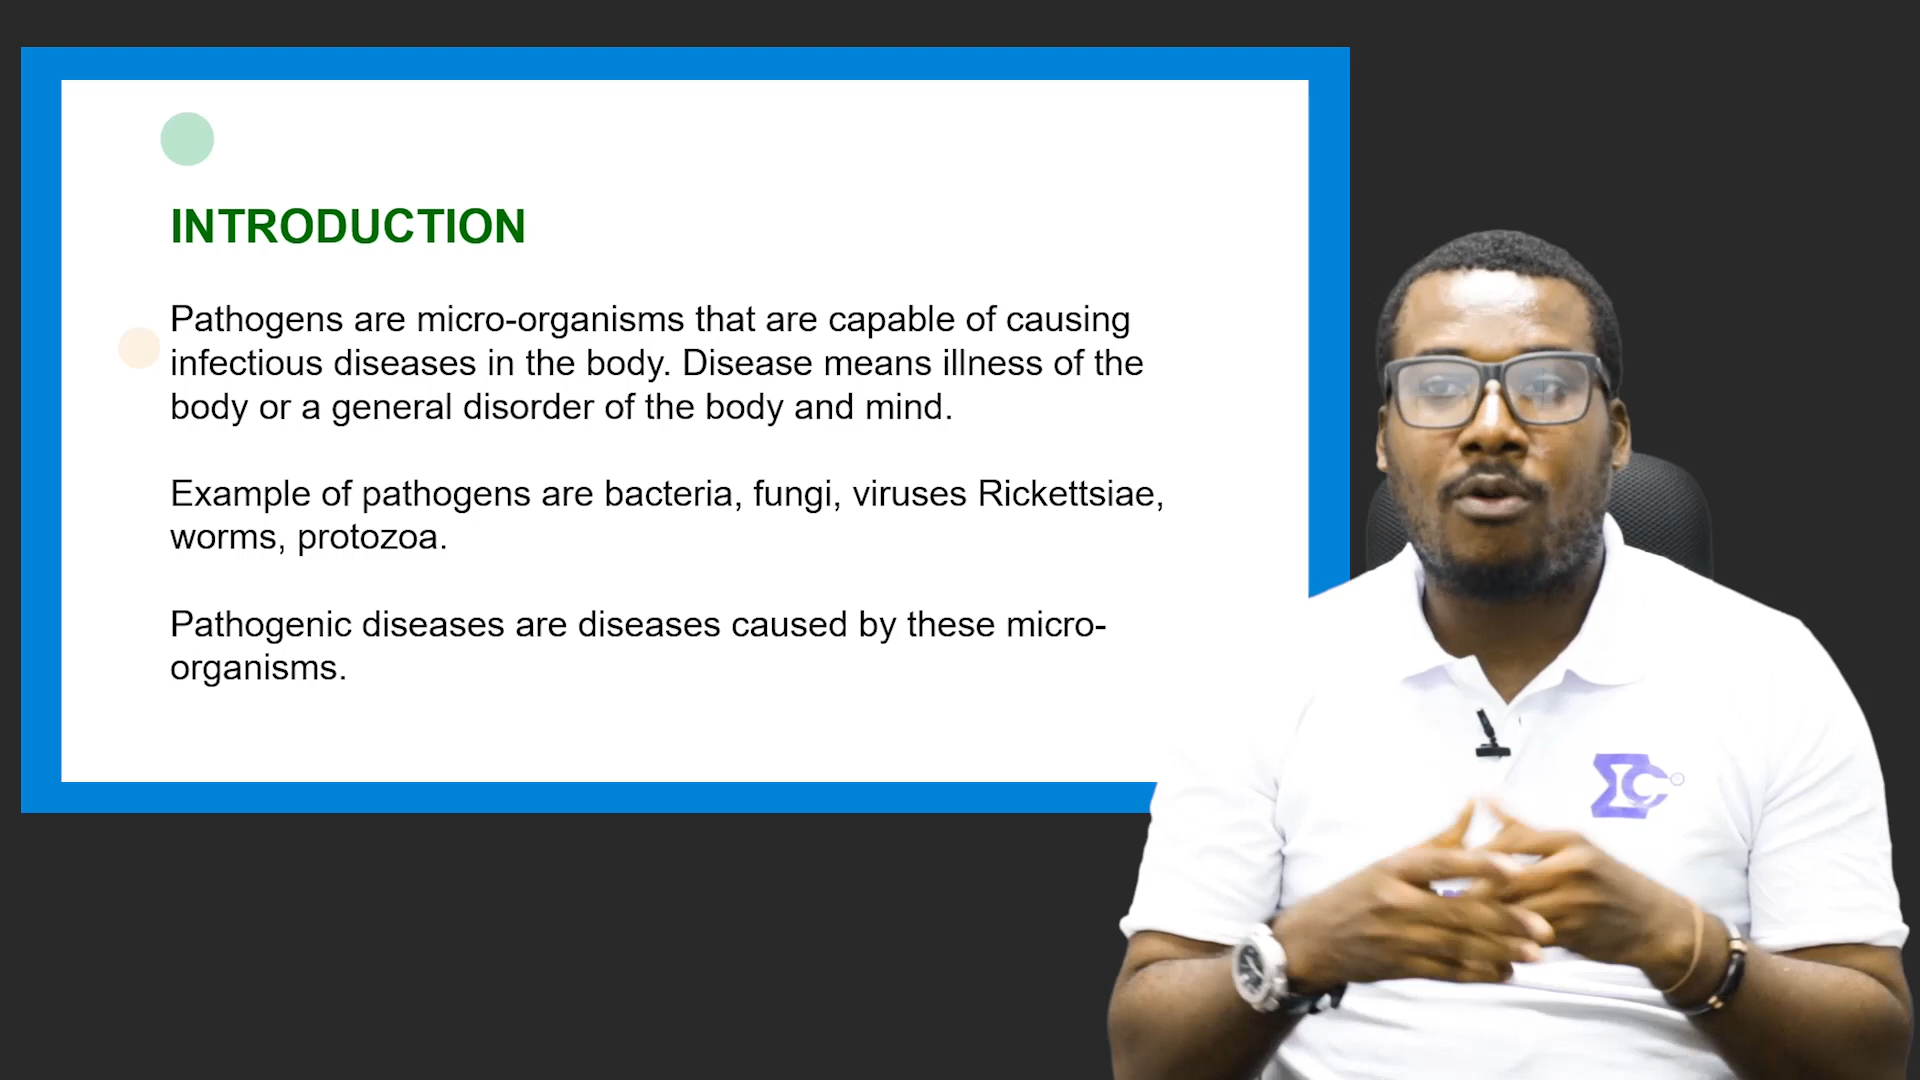 INTRODUCTION
Pathogens are micro-organisms that are capable of causing
infectious diseases in the body. Disease means illness of the
body or a general disorder of the body and mind.
Example of pathogens are bacteria, fungi, viruses Rickettsiae,
worms, protozoa.
Pathogenic diseases are diseases caused by these micro-
organisms.